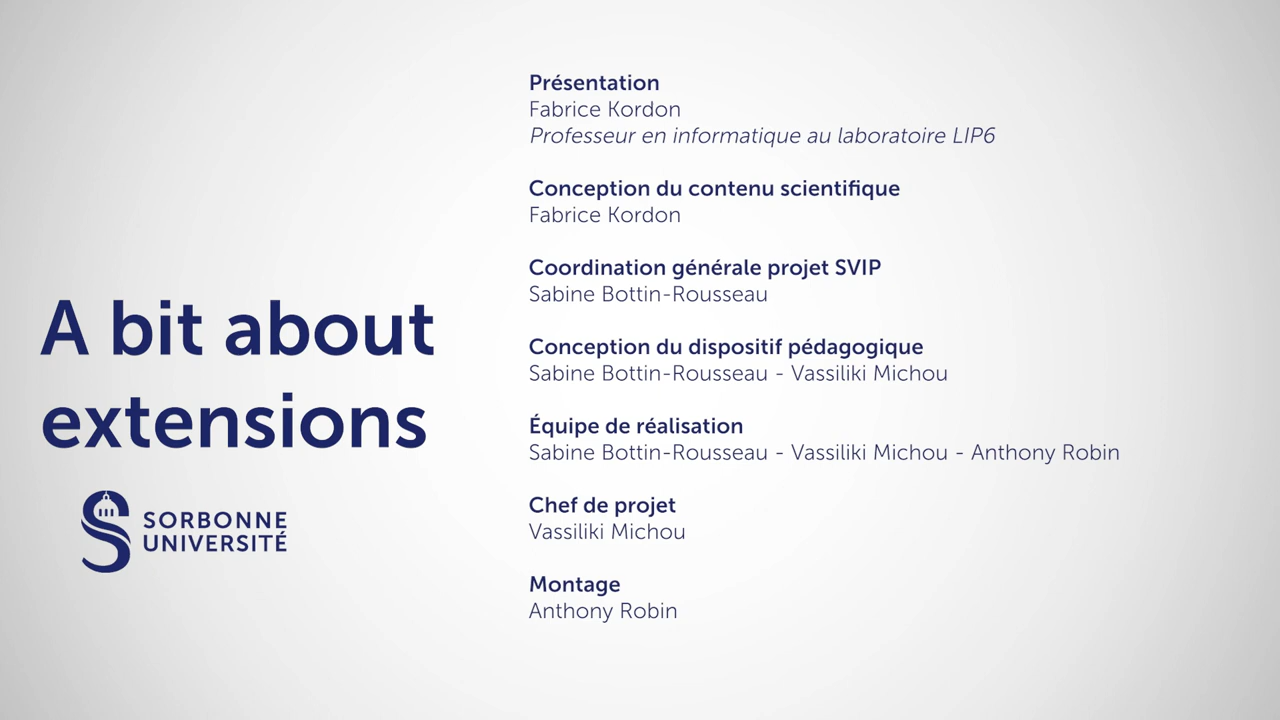 A bit about
extensions
SORBONNE
UNIVERSITÉ
Présentation
Fabrice Kordon
Professeur en informatique au laboratoire LIP6
Conception du contenu scientifique
Fabrice Kordon
Coordination générale projet SVIP
Sabine Bottin-Rousseau
Conception du dispositif pédagogique
Sabine Bottin-Rousseau - Vassiliki Michou
Équipe de réalisation
Sabine Bottin-Rousseau - Vassiliki Michou - Anthony Robin
Chef de projet
Vassiliki Michou
Montage
Anthony Robin